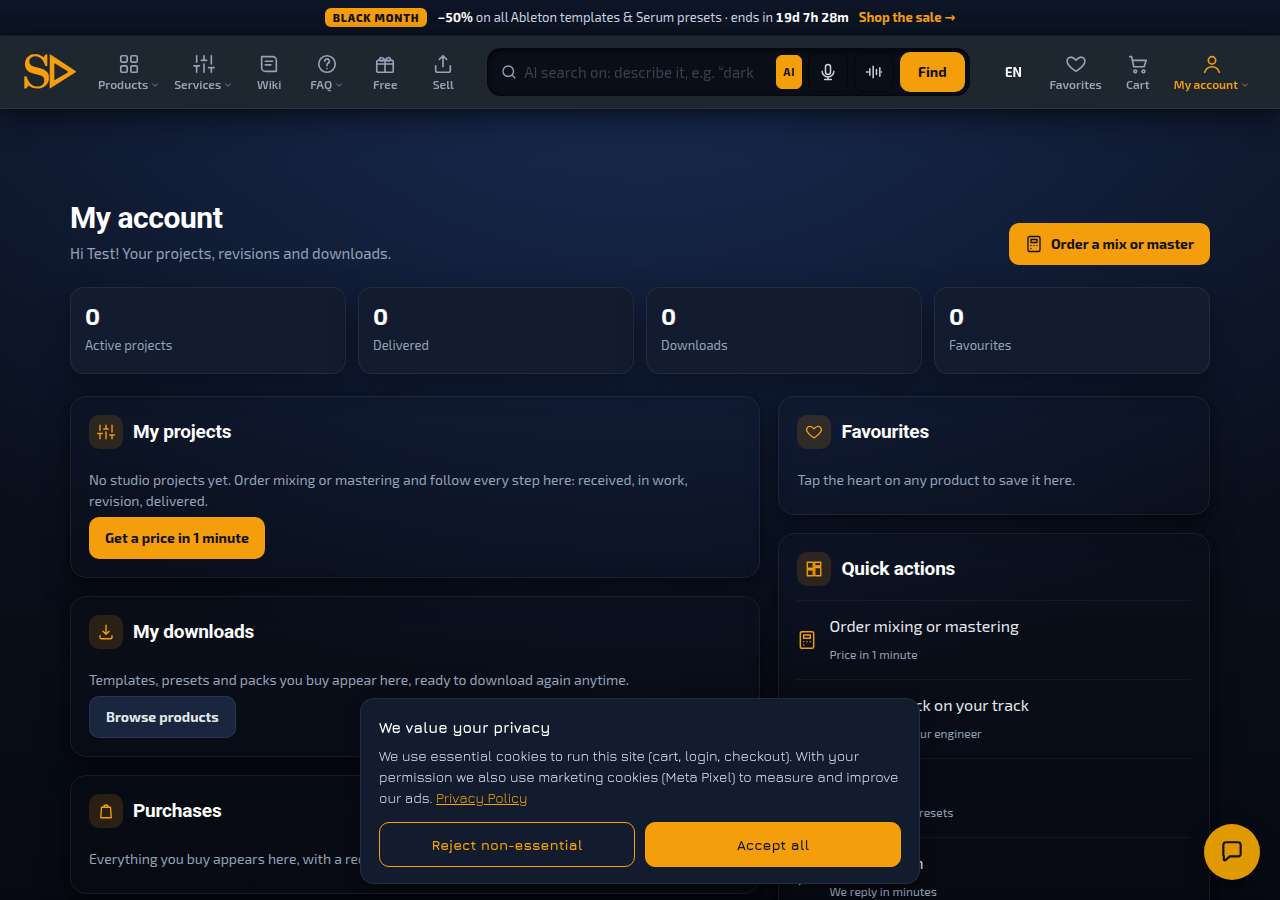 BLACK MONTH −50% on all Ableton templates & Serum presets · ends in 19d 7h 28m Shop the sale →
Products Services Wiki FAQ Free Sell
AI search on: describe it, e.g. “dark AI Find
EN Favorites Cart My account
My account
Hi Test! Your projects, revisions and downloads.
Order a mix or master
0 Active projects
0 Delivered
0 Downloads
0 Favourites
My projects
No studio projects yet. Order mixing or mastering and follow every step here: received, in work,
revision, delivered.
Get a price in 1 minute
My downloads
Templates, presets and packs you buy appear here, ready to download again anytime.
Browse products
Purchases
Everything you buy appears here, with a
Favourites
Tap the heart on any product to save it here.
Quick actions
Order mixing or mastering
Price in 1 minute
on your track
engineer
We reply in minutes
We value your privacy
We use essential cookies to run this site (cart, login, checkout). With your
permission we also use marketing cookies (Meta Pixel) to measure and improve
our ads. Privacy Policy
Reject non-essential
Accept all